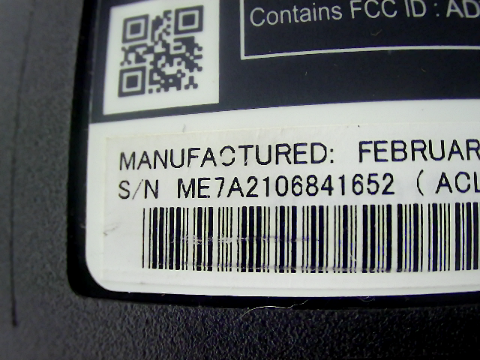 Contains FCC ID : AD
MANUFACTURED: FEBRUAR
S/N ME7A2106841652 ( ACL